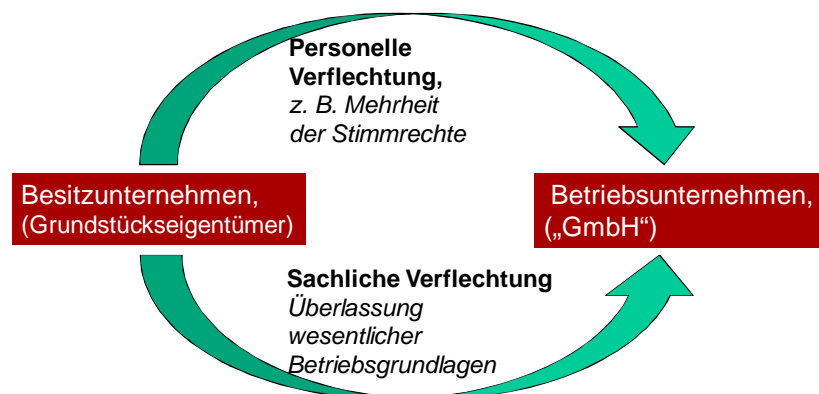 Personelle
Verflechtung,
z. B. Mehrheit
der Stimmrechte
Besitzunternehmen,
(Grundstückseigentümer)
Betriebsunternehmen,
(„GmbH“)
Sachliche Verflechtung
Überlassung
wesentlicher
Betriebsgrundlagen